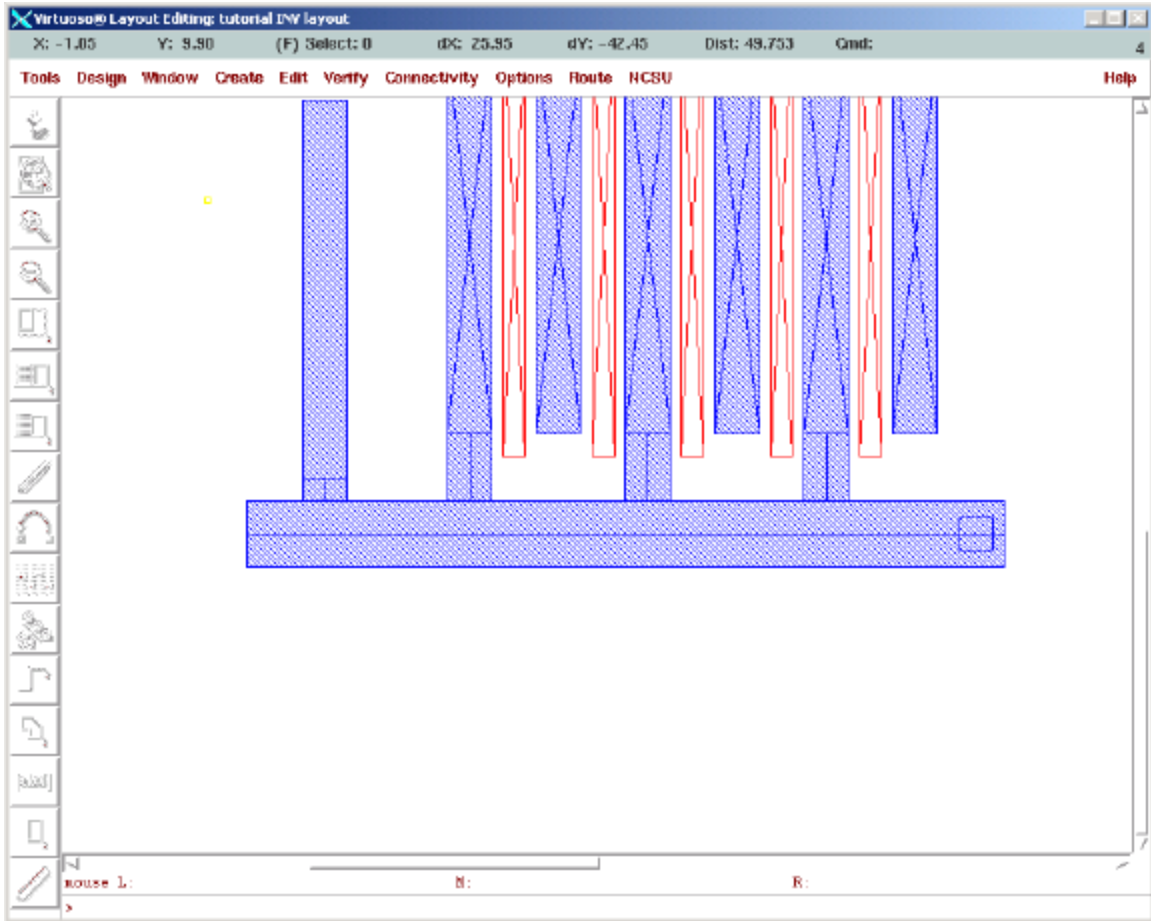 Virtuoso® Layout Editing: tutorial INV layout
X: -1.05 Y: 9.90 (F) Select: 0 dX: 25.95 dY: -42.45 Dist: 49.753 Cmd: 4
Tools Design Window Create Edit Verify Connectivity Options Route NCSU Help
mouse L: M: R:
>